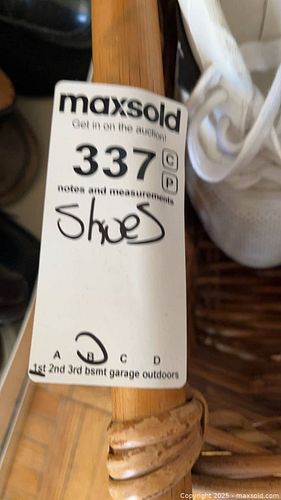 maxsold
Get in on the auction!
337 C
P
notes and measurements
Shoes
A B C D
1st 2nd 3rd bsmt garage outdoors
Copyright © 2025 - maxsold.com